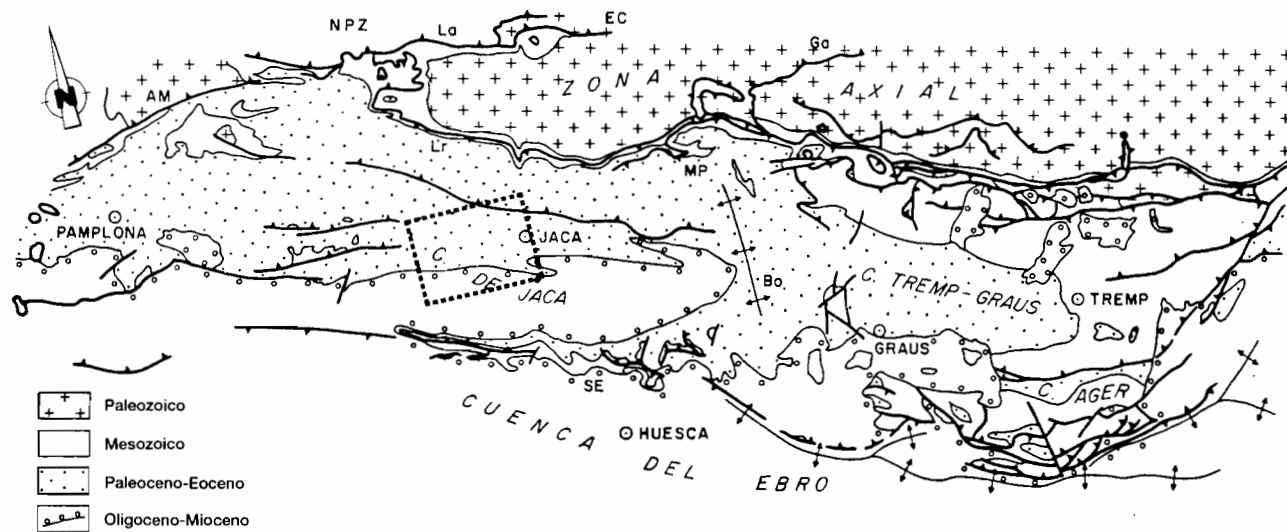 NPZ
La
EC
Ga
ZONA
AXIAL
N
AM
Lr
MP
PAMPLONA
JACA
C. DE JACA
Bo
C. TREMP-GRAUS
TREMP
GRAUS
SE
C. AGER
HUESCA
CUENCA DEL EBRO
Paleozoico
Mesozoico
Paleoceno-Eoceno
Oligoceno-Mioceno